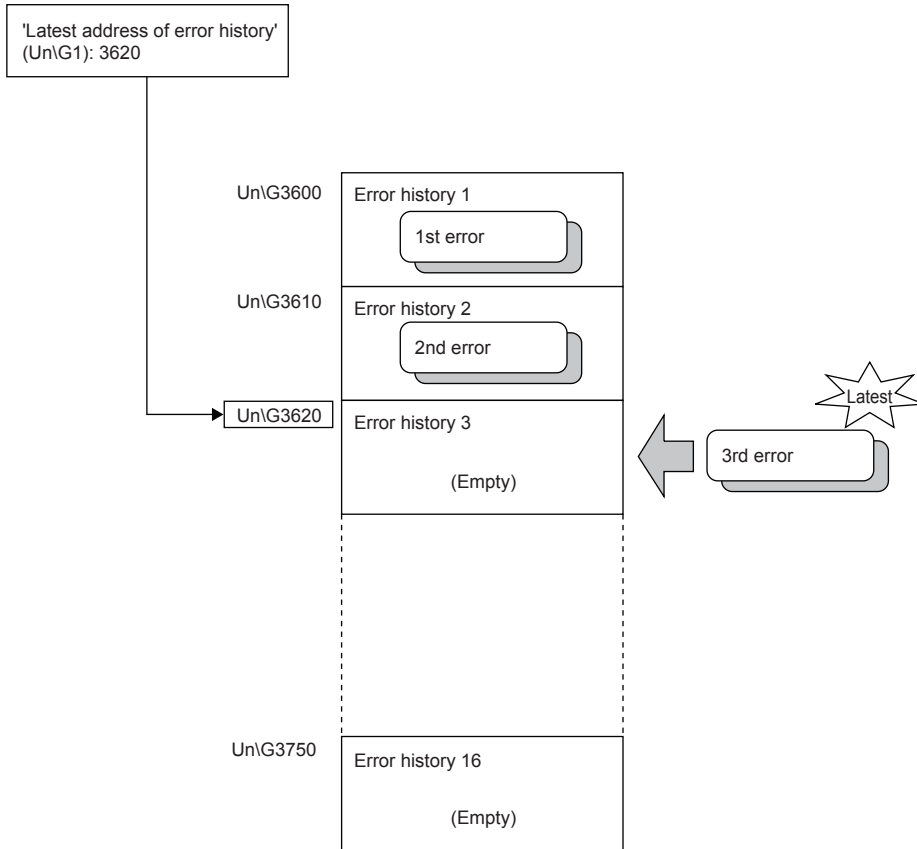 'Latest address of error history'
(Un\G1): 3620
Un\G3600
Error history 1
1st error
Un\G3610
Error history 2
2nd error
Latest
Un\G3620
Error history 3
3rd error
(Empty)
Un\G3750
Error history 16
(Empty)